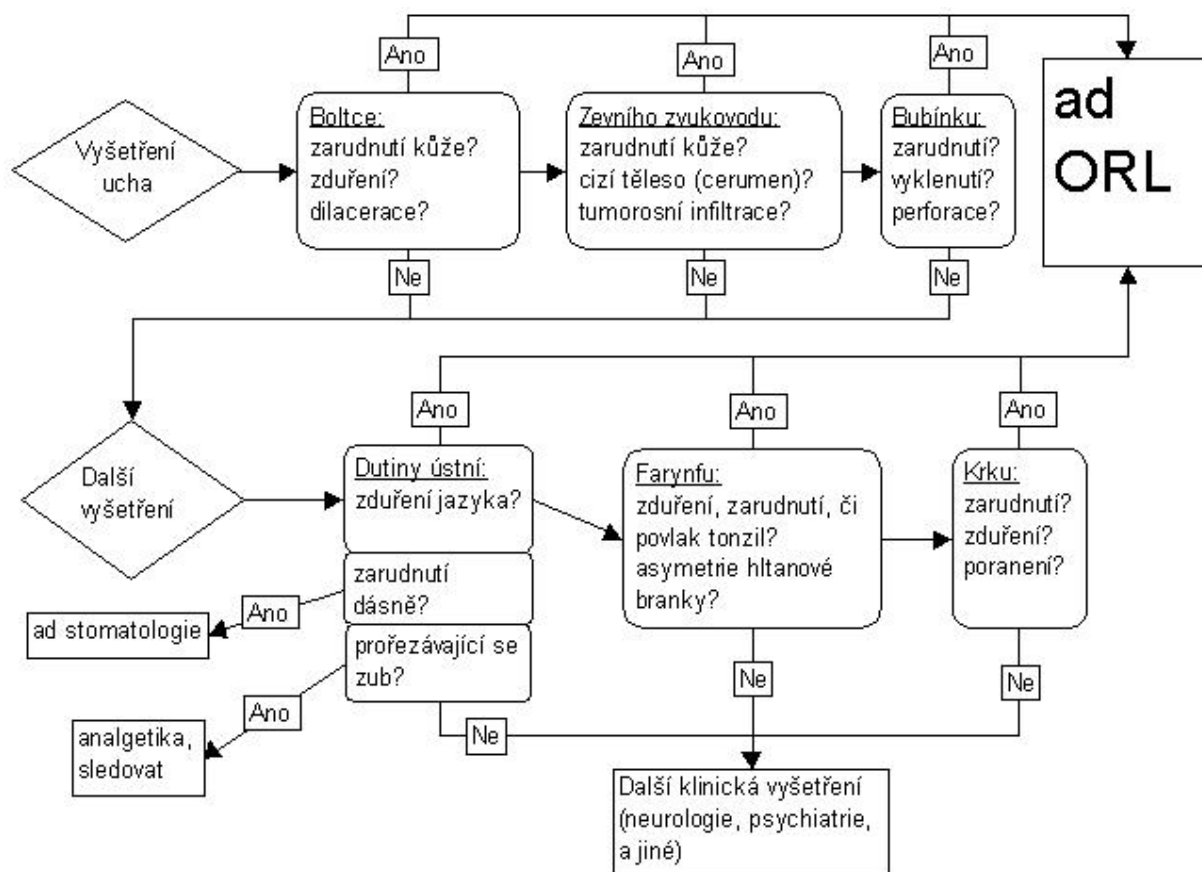 Ano
Ano
Ano
ad
ORL
Vyšetření
ucha
Boltce:
zarudnutí kůže?
zduření?
dilacerace?
Zevního zvukovodu:
zarudnutí kůže?
cizí těleso (cerumen)?
tumorosní infiltrace?
Bubínku:
zarudnutí?
vyklenutí?
perforace?
Ne
Ne
Ne
Ano
Ano
Ano
Další
vyšetření
Dutiny ústní:
zduření jazyka?
zarudnutí
dásně?
prořezávající se
zub?
Farynfu:
zduření, zarudnutí, či
povlak tonzil?
asymetrie hltanové
branky?
Krku:
zarudnutí?
zduření?
poranení?
Ano
ad stomatologie
Ano
analgetika,
sledovat
Ne
Ne
Ne
Další klinická vyšetření
(neurologie, psychiatrie,
a jiné)